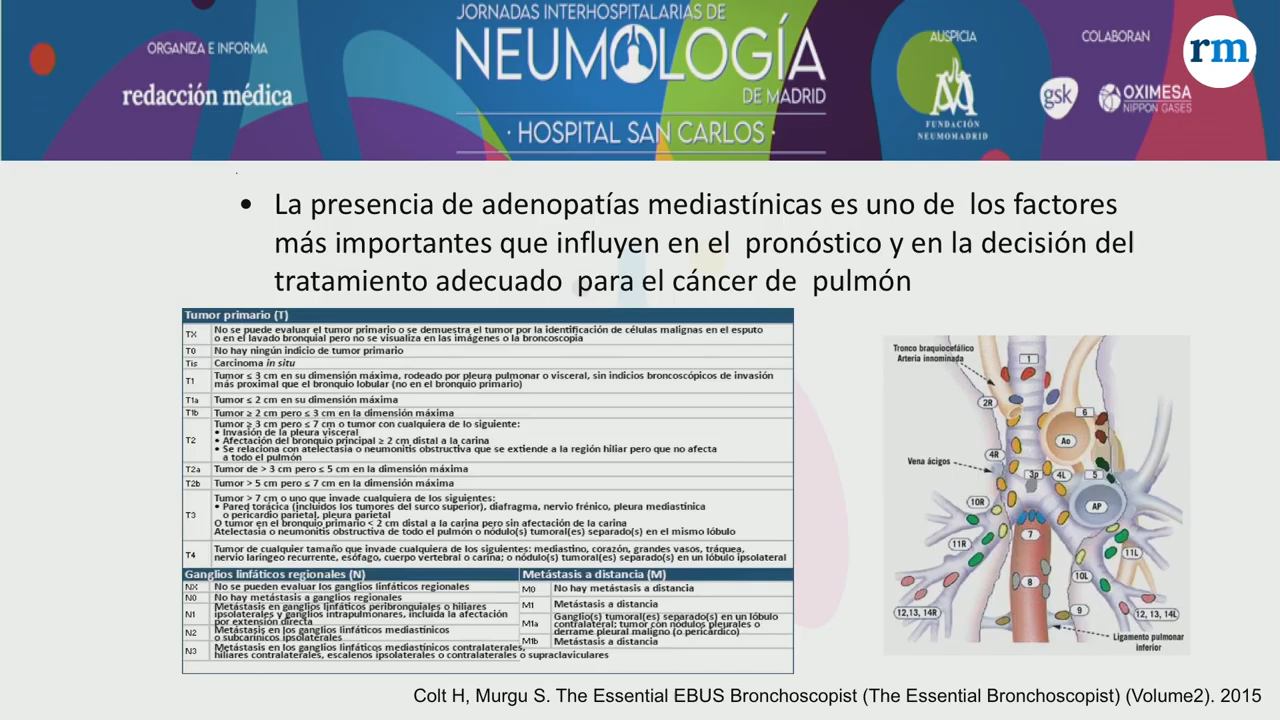 ORGANIZA E INFORMA
redacción médica
JORNADAS INTERHOSPITALARIAS DE
NEUMOLOGÍA
DE MADRID
· HOSPITAL SAN CARLOS ·
AUSPICIA
FUNDACIÓN
NEUMOMADRID
COLABORAN
gsk
OXIMESA
NIPPON GASES
rm
• La presencia de adenopatías mediastínicas es uno de los factores
más importantes que influyen en el pronóstico y en la decisión del
tratamiento adecuado para el cáncer de pulmón
Tumor primario (T)
TX No se puede evaluar el tumor primario o se demuestra el tumor por la identificación de células malignas en el esputo
o en el lavado bronquial pero no se visualiza en las imágenes o la broncoscopia
T0 No hay ningún indicio de tumor primario
Tis Carcinoma in situ
T1 Tumor ≤ 3 cm en su dimensión máxima, rodeado por pleura pulmonar o visceral, sin indicios broncoscópicos de invasión
más proximal que el bronquio lobular (no en el bronquio primario)
T1a Tumor ≤ 2 cm en su dimensión máxima
T1b Tumor ≥ 2 cm pero ≤ 3 cm en la dimensión máxima
T2 Tumor ≥ 3 cm pero ≤ 7 cm o tumor con cualquiera de lo siguiente:
• Invasión de la pleura visceral
• Afectación del bronquio principal ≥ 2 cm distal a la carina
• Se relaciona con atelectasia o neumonitis obstructiva que se extiende a la región hiliar pero que no afecta
a todo el pulmón
T2a Tumor de > 3 cm pero ≤ 5 cm en la dimensión máxima
T2b Tumor > 5 cm pero ≤ 7 cm en la dimensión máxima
T3 Tumor > 7 cm o uno que invade cualquiera de los siguientes:
• Pared torácica (incluidos los tumores del surco superior), diafragma, nervio frénico, pleura mediastínica
o pericardio parietal, pleura parietal
O tumor en el bronquio primario < 2 cm distal a la carina pero sin afectación de la carina
Atelectasia o neumonitis obstructiva de todo el pulmón o nódulo(s) tumoral(es) separado(s) en el mismo lóbulo
T4 Tumor de cualquier tamaño que invade cualquiera de los siguientes: mediastino, corazón, grandes vasos, tráquea,
nervio laríngeo recurrente, esófago, cuerpo vertebral o carina; o nódulo(s) tumoral(es) separado(s) en un lóbulo ipsolateral
Ganglios linfáticos regionales (N)
NX No se pueden evaluar los ganglios linfáticos regionales
N0 No hay metástasis a ganglios regionales
N1 Metástasis en ganglios linfáticos peribronquiales o hiliares
ipsolaterales y ganglios intrapulmonares, incluida la afectación
por extensión directa
N2 Metástasis en los ganglios linfáticos mediastínicos
o subcarínicos ipsolaterales
N3 Metástasis en los ganglios linfáticos mediastínicos contralaterales,
hiliares contralaterales, escalenos ipsolaterales o contralaterales o supraclaviculares
Metástasis a distancia (M)
M0 No hay metástasis a distancia
M1 Metástasis a distancia
M1a Ganglio(s) tumoral(es) separado(s) en un lóbulo
contralateral; tumor con nódulos pleurales o
derrame pleural maligno (o pericárdico)
M1b Metástasis a distancia
Tronco braquiocefálico
Arteria innominada
1
2R
6
Ao
4R
Vena ácigos
3p
4L
5
AP
10R
7
11R
11L
8
10L
9
12,13, 14R
12, 13, 14L
Ligamento pulmonar
inferior
Colt H, Murgu S. The Essential EBUS Bronchoscopist (The Essential Bronchoscopist) (Volume2). 2015